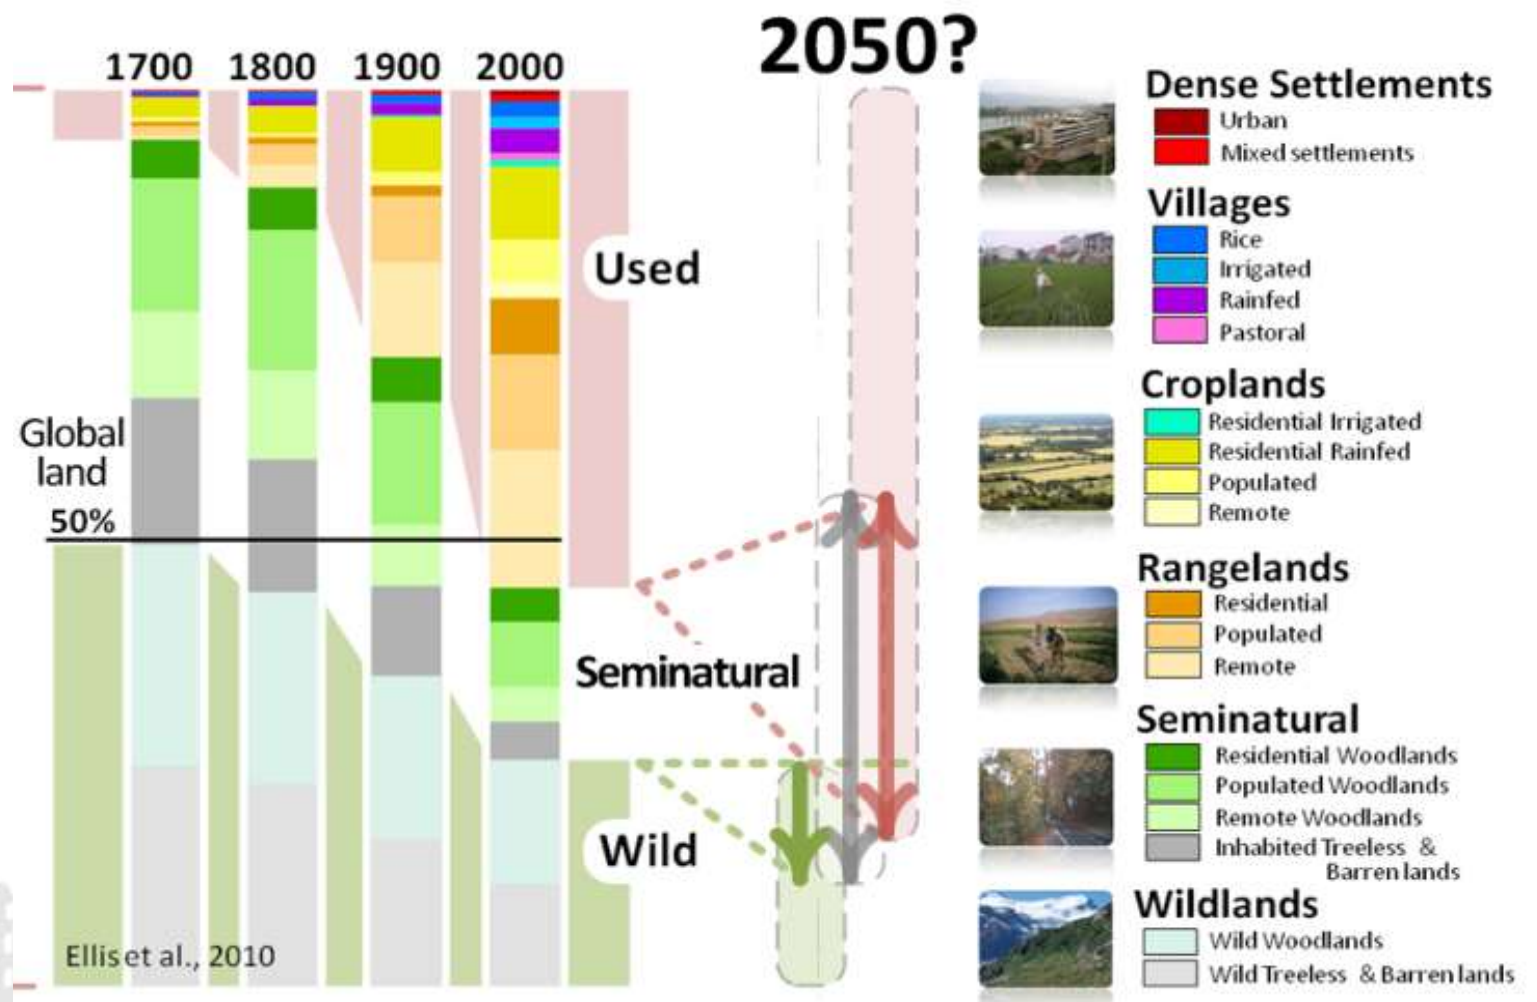 2050?
1700 1800 1900 2000
Global
land
50%
Used
Seminatural
Wild
Ellis et al., 2010
Dense Settlements
Urban
Mixed settlements
Villages
Rice
Irrigated
Rainfed
Pastoral
Croplands
Residential Irrigated
Residential Rainfed
Populated
Remote
Rangelands
Residential
Populated
Remote
Seminatural
Residential Woodlands
Populated Woodlands
Remote Woodlands
Inhabited Treeless &
Barren lands
Wildlands
Wild Woodlands
Wild Treeless & Barren lands